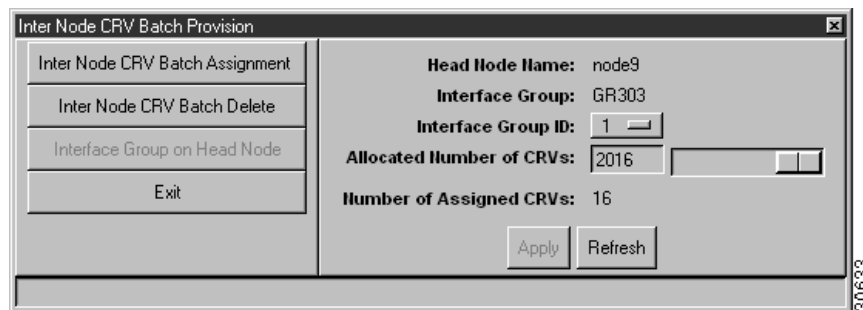 Inter Node CRV Batch Provision
Inter Node CRV Batch Assignment
Inter Node CRV Batch Delete
Interface Group on Head Node
Exit
Head Node Name: node9
Interface Group: GR303
Interface Group ID: 1
Allocated Number of CRVs: 2016
Number of Assigned CRVs: 16
Apply Refresh
30633